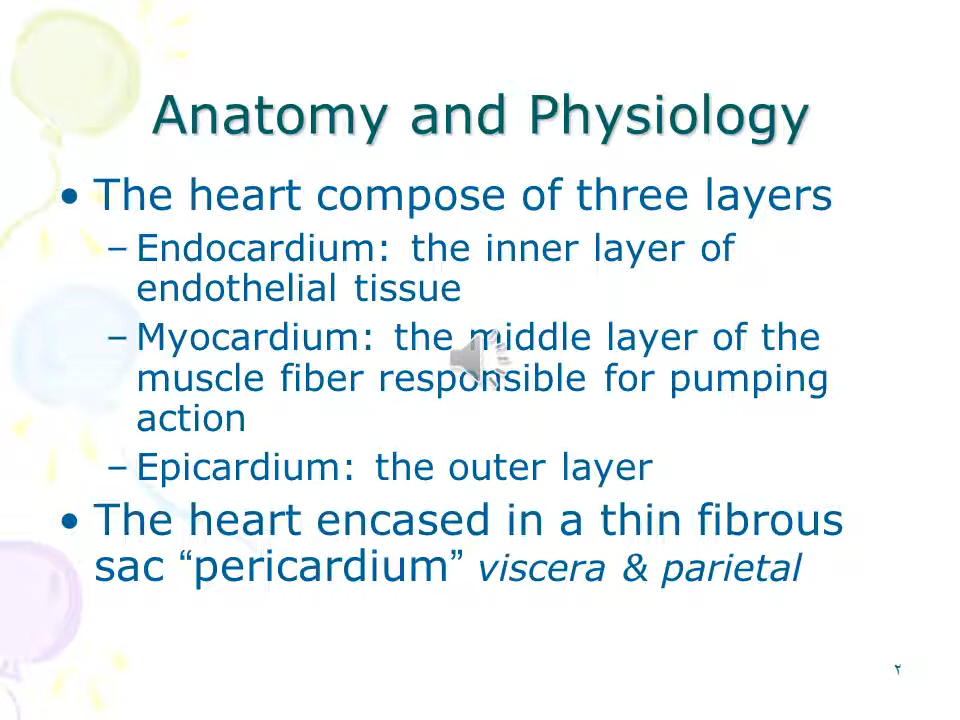 Anatomy and Physiology
• The heart compose of three layers
– Endocardium: the inner layer of
endothelial tissue
– Myocardium: the middle layer of the
muscle fiber responsible for pumping
action
– Epicardium: the outer layer
• The heart encased in a thin fibrous
sac “pericardium” viscera & parietal
٢